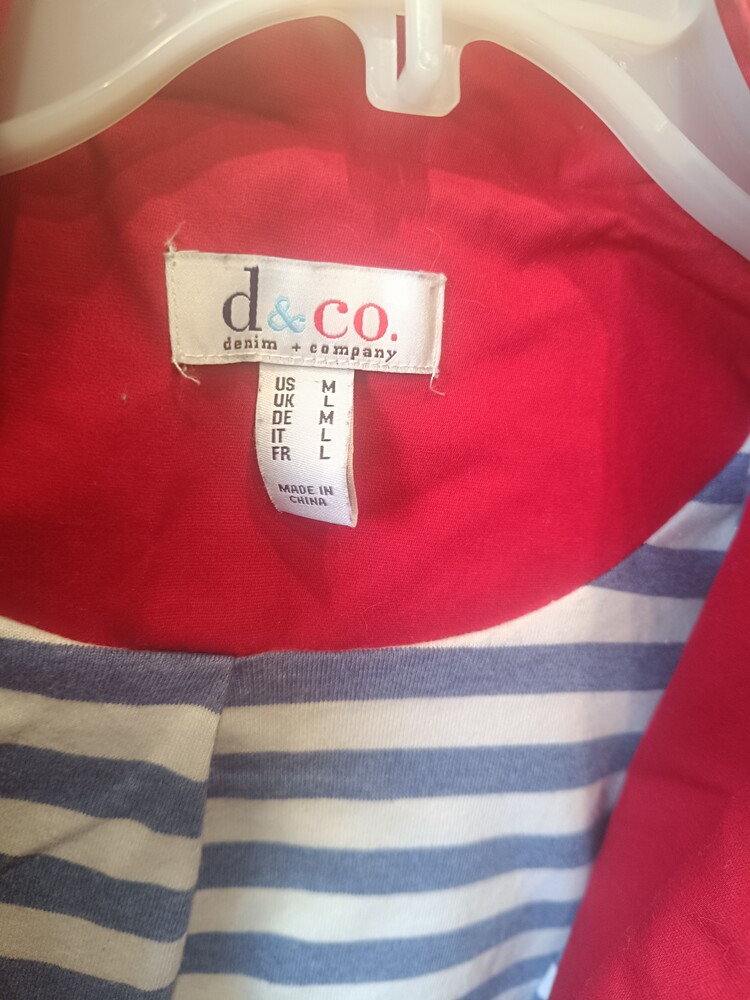 d&co.
denim + company
US M
UK L
DE M
IT L
FR L
MADE IN
CHINA